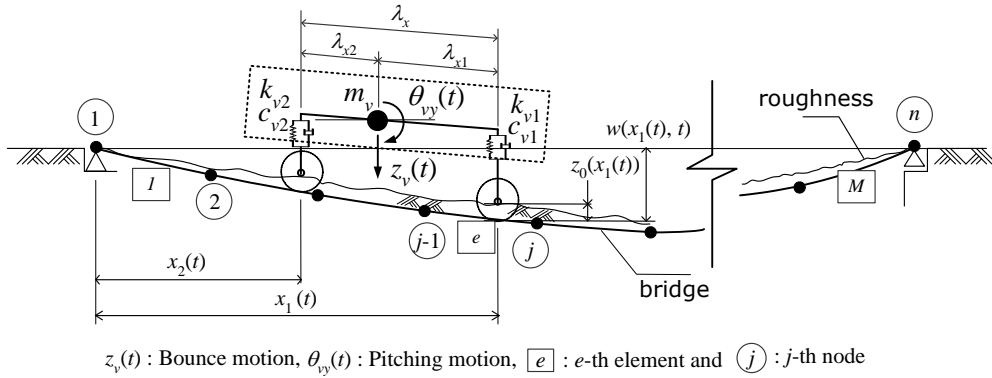 λx
λx2
λx1
kv2
cv2
mv
θvy(t)
kv1
cv1
zv(t)
roughness
w(x1(t), t)
z0(x1(t))
1
n
1
2
j-1
e
j
M
x2(t)
x1(t)
bridge
zv(t) : Bounce motion, θvy(t) : Pitching motion, e : e-th element and j : j-th node